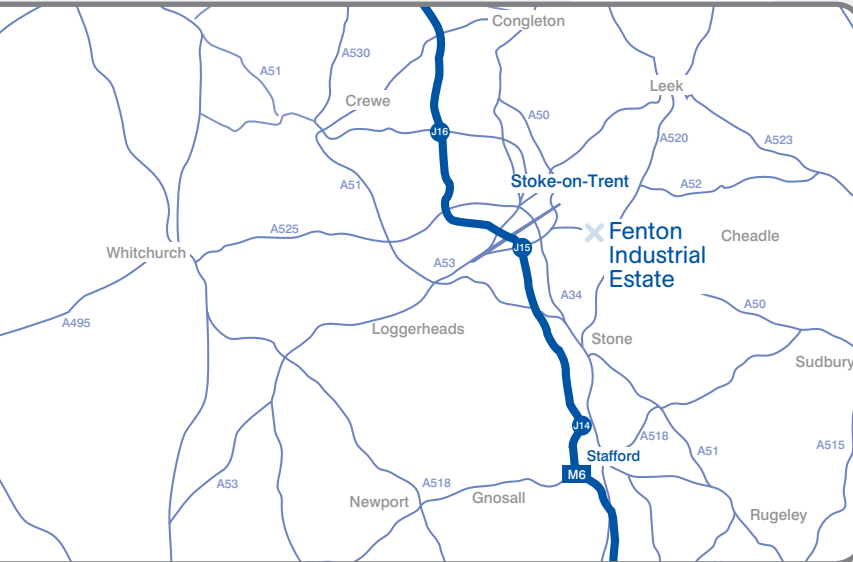 Congleton
A530
A51
Leek
Crewe
A50
J16
A520
A523
Stoke-on-Trent
A51
A52
A525
Fenton
Industrial
Estate
Cheadle
J15
Whitchurch
A53
A34
A50
A495
Loggerheads
Stone
Sudbury
J14
A518
A515
A51
Stafford
M6
A53
A518
Newport
Gnosall
Rugeley